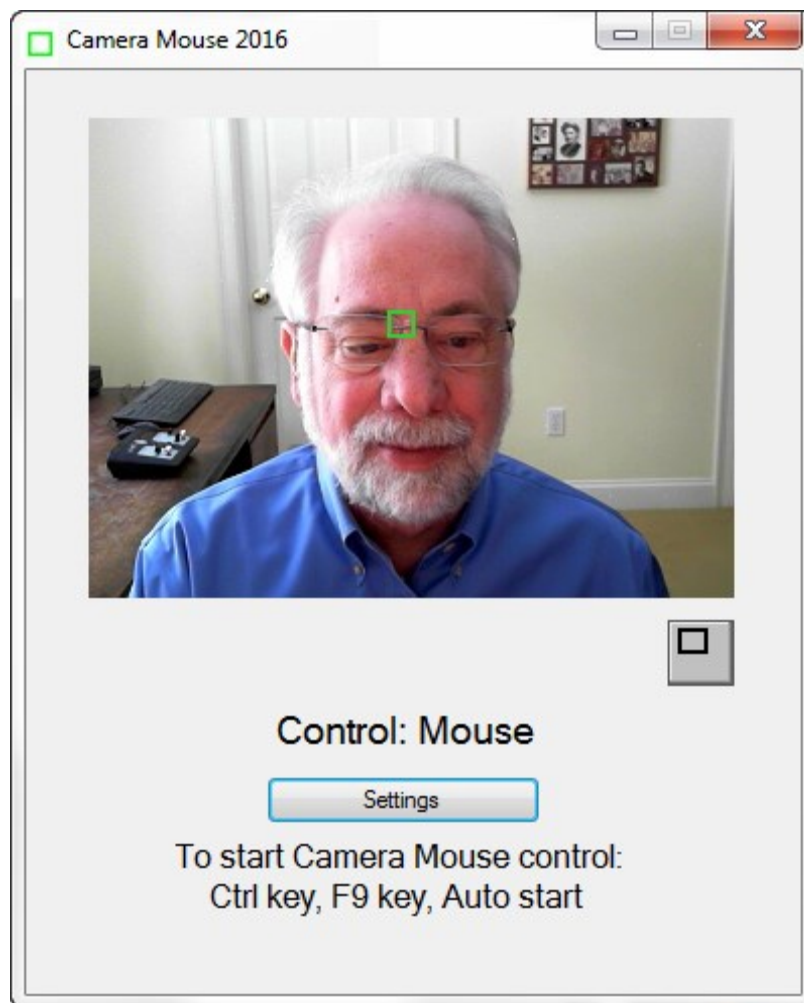 Camera Mouse 2016
Control: Mouse
Settings
To start Camera Mouse control:
Ctrl key, F9 key, Auto start